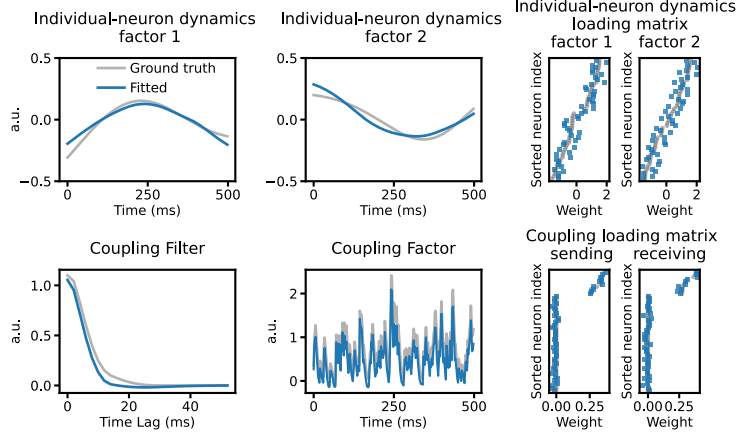 Individual-neuron dynamics
factor 1
Individual-neuron dynamics
factor 2
Individual-neuron dynamics
loading matrix
factor 1
factor 2
0.5
0.0
−0.5
a.u.
Ground truth
Fitted
0
250
500
Time (ms)
0.5
0.0
−0.5
0
250
500
Time (ms)
Sorted neuron index
0
2
Weight
Sorted neuron index
0
2
Weight
Coupling Filter
1.0
0.5
0.0
a.u.
0
20
40
Time Lag (ms)
Coupling Factor
2
1
0
0
250
500
Time (ms)
Coupling loading matrix
sending
receiving
Sorted neuron index
0.00
0.25
Weight
Sorted neuron index
0.00
0.25
Weight